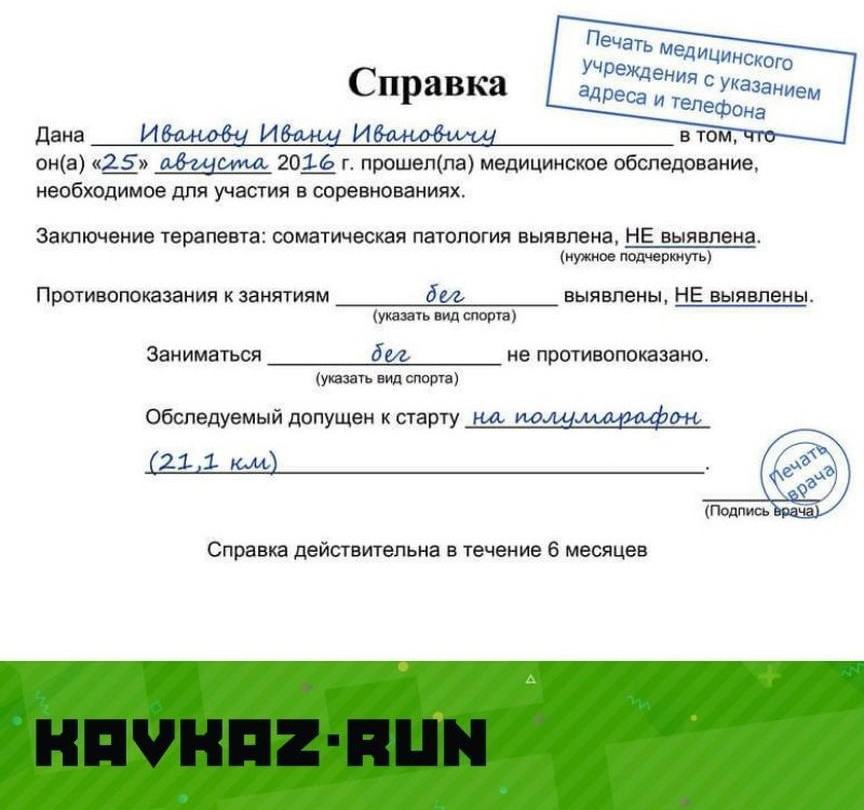 Печать медицинского
учреждения с указанием
адреса и телефона
Справка
Дана Иванову Ивану Ивановичу в том, что
он(а) «25» августа 2016 г. прошел(ла) медицинское обследование,
необходимое для участия в соревнованиях.
Заключение терапевта: соматическая патология выявлена, НЕ выявлена.
(нужное подчеркнуть)
Противопоказания к занятиям бег выявлены, НЕ выявлены.
(указать вид спорта)
Заниматься бег не противопоказано.
(указать вид спорта)
Обследуемый допущен к старту на полумарафон
(21,1 км).
Печать
врача
(Подпись врача)
Справка действительна в течение 6 месяцев
KAVKAZ·RUN